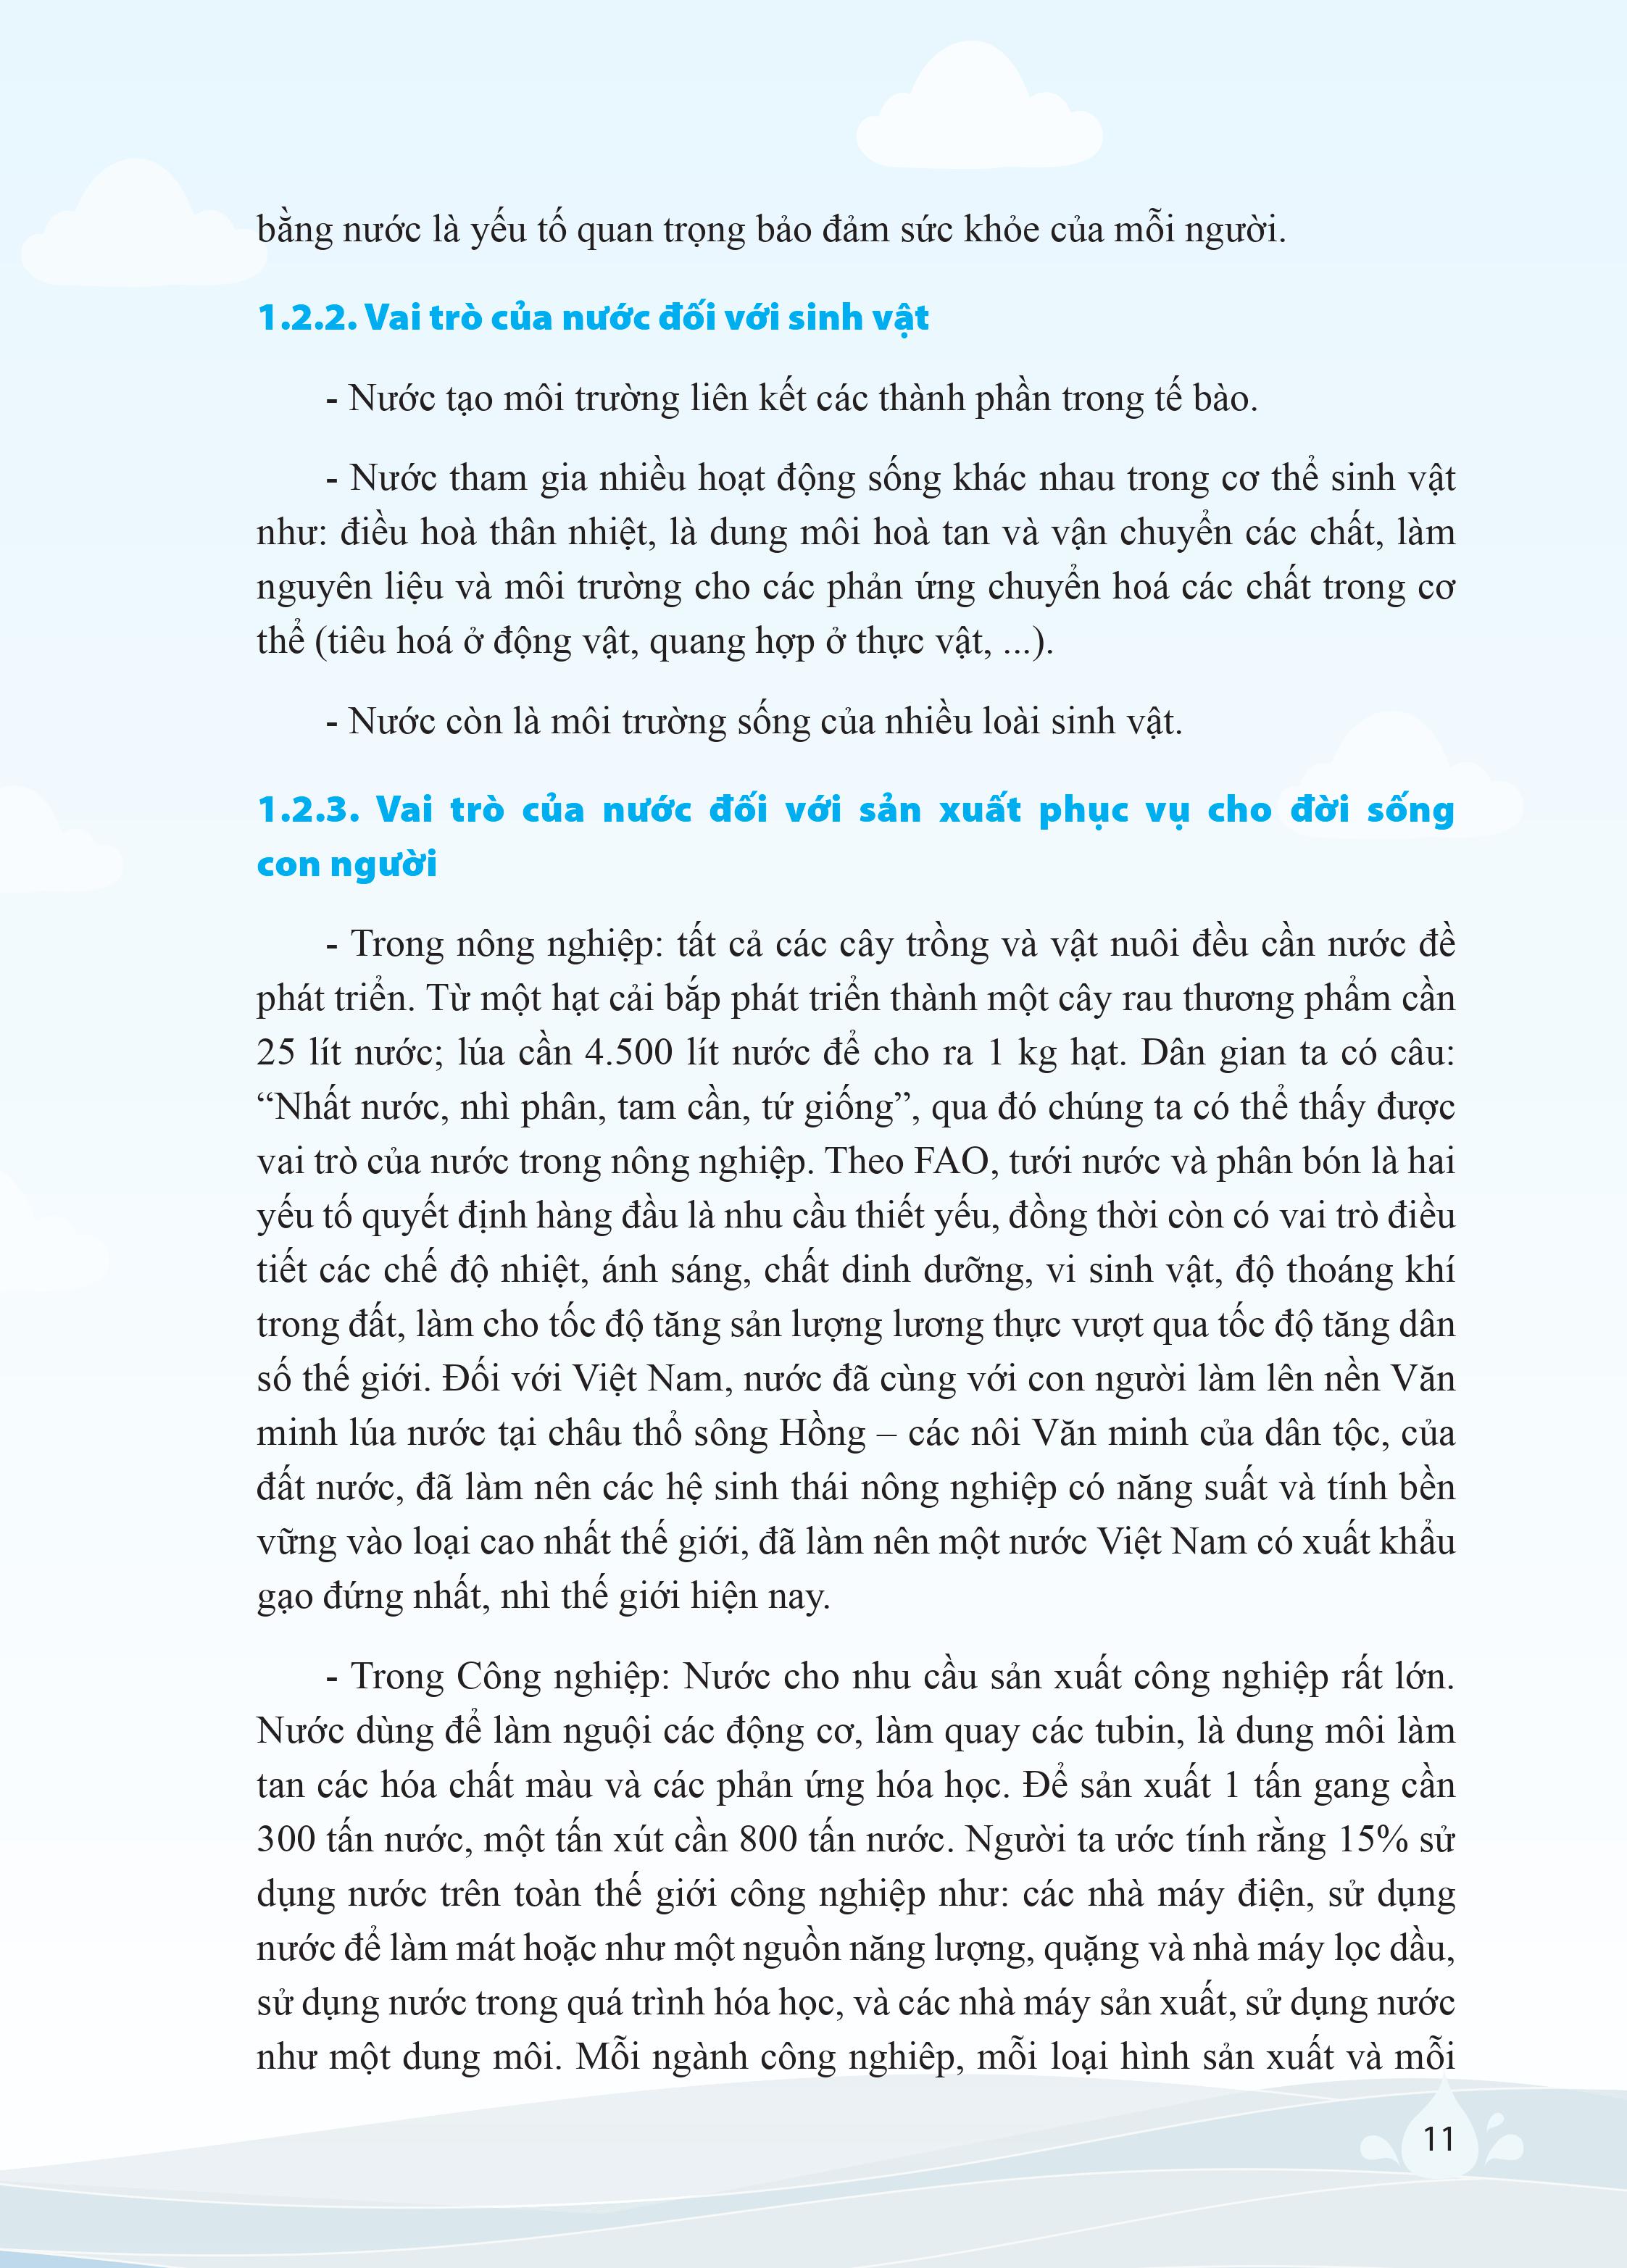 bằng nước là yếu tố quan trọng bảo đảm sức khỏe của mỗi người.
1.2.2. Vai trò của nước đối với sinh vật
- Nước tạo môi trường liên kết các thành phần trong tế bào.
- Nước tham gia nhiều hoạt động sống khác nhau trong cơ thể sinh vật
như: điều hoà thân nhiệt, là dung môi hoà tan và vận chuyển các chất, làm
nguyên liệu và môi trường cho các phản ứng chuyển hoá các chất trong cơ
thể (tiêu hoá ở động vật, quang hợp ở thực vật, ...).
- Nước còn là môi trường sống của nhiều loài sinh vật.
1.2.3. Vai trò của nước đối với sản xuất phục vụ cho đời sống
con người
- Trong nông nghiệp: tất cả các cây trồng và vật nuôi đều cần nước đề
phát triển. Từ một hạt cải bắp phát triển thành một cây rau thương phẩm cần
25 lít nước; lúa cần 4.500 lít nước để cho ra 1 kg hạt. Dân gian ta có câu:
“Nhất nước, nhì phân, tam cần, tứ giống”, qua đó chúng ta có thể thấy được
vai trò của nước trong nông nghiệp. Theo FAO, tưới nước và phân bón là hai
yếu tố quyết định hàng đầu là nhu cầu thiết yếu, đồng thời còn có vai trò điều
tiết các chế độ nhiệt, ánh sáng, chất dinh dưỡng, vi sinh vật, độ thoáng khí
trong đất, làm cho tốc độ tăng sản lượng lương thực vượt qua tốc độ tăng dân
số thế giới. Đối với Việt Nam, nước đã cùng với con người làm lên nền Văn
minh lúa nước tại châu thổ sông Hồng – các nôi Văn minh của dân tộc, của
đất nước, đã làm nên các hệ sinh thái nông nghiệp có năng suất và tính bền
vững vào loại cao nhất thế giới, đã làm nên một nước Việt Nam có xuất khẩu
gạo đứng nhất, nhì thế giới hiện nay.
- Trong Công nghiệp: Nước cho nhu cầu sản xuất công nghiệp rất lớn.
Nước dùng để làm nguội các động cơ, làm quay các tubin, là dung môi làm
tan các hóa chất màu và các phản ứng hóa học. Để sản xuất 1 tấn gang cần
300 tấn nước, một tấn xút cần 800 tấn nước. Người ta ước tính rằng 15% sử
dụng nước trên toàn thế giới công nghiệp như: các nhà máy điện, sử dụng
nước để làm mát hoặc như một nguồn năng lượng, quặng và nhà máy lọc dầu,
sử dụng nước trong quá trình hóa học, và các nhà máy sản xuất, sử dụng nước
như một dung môi. Mỗi ngành công nghiêp, mỗi loại hình sản xuất và mỗi
11